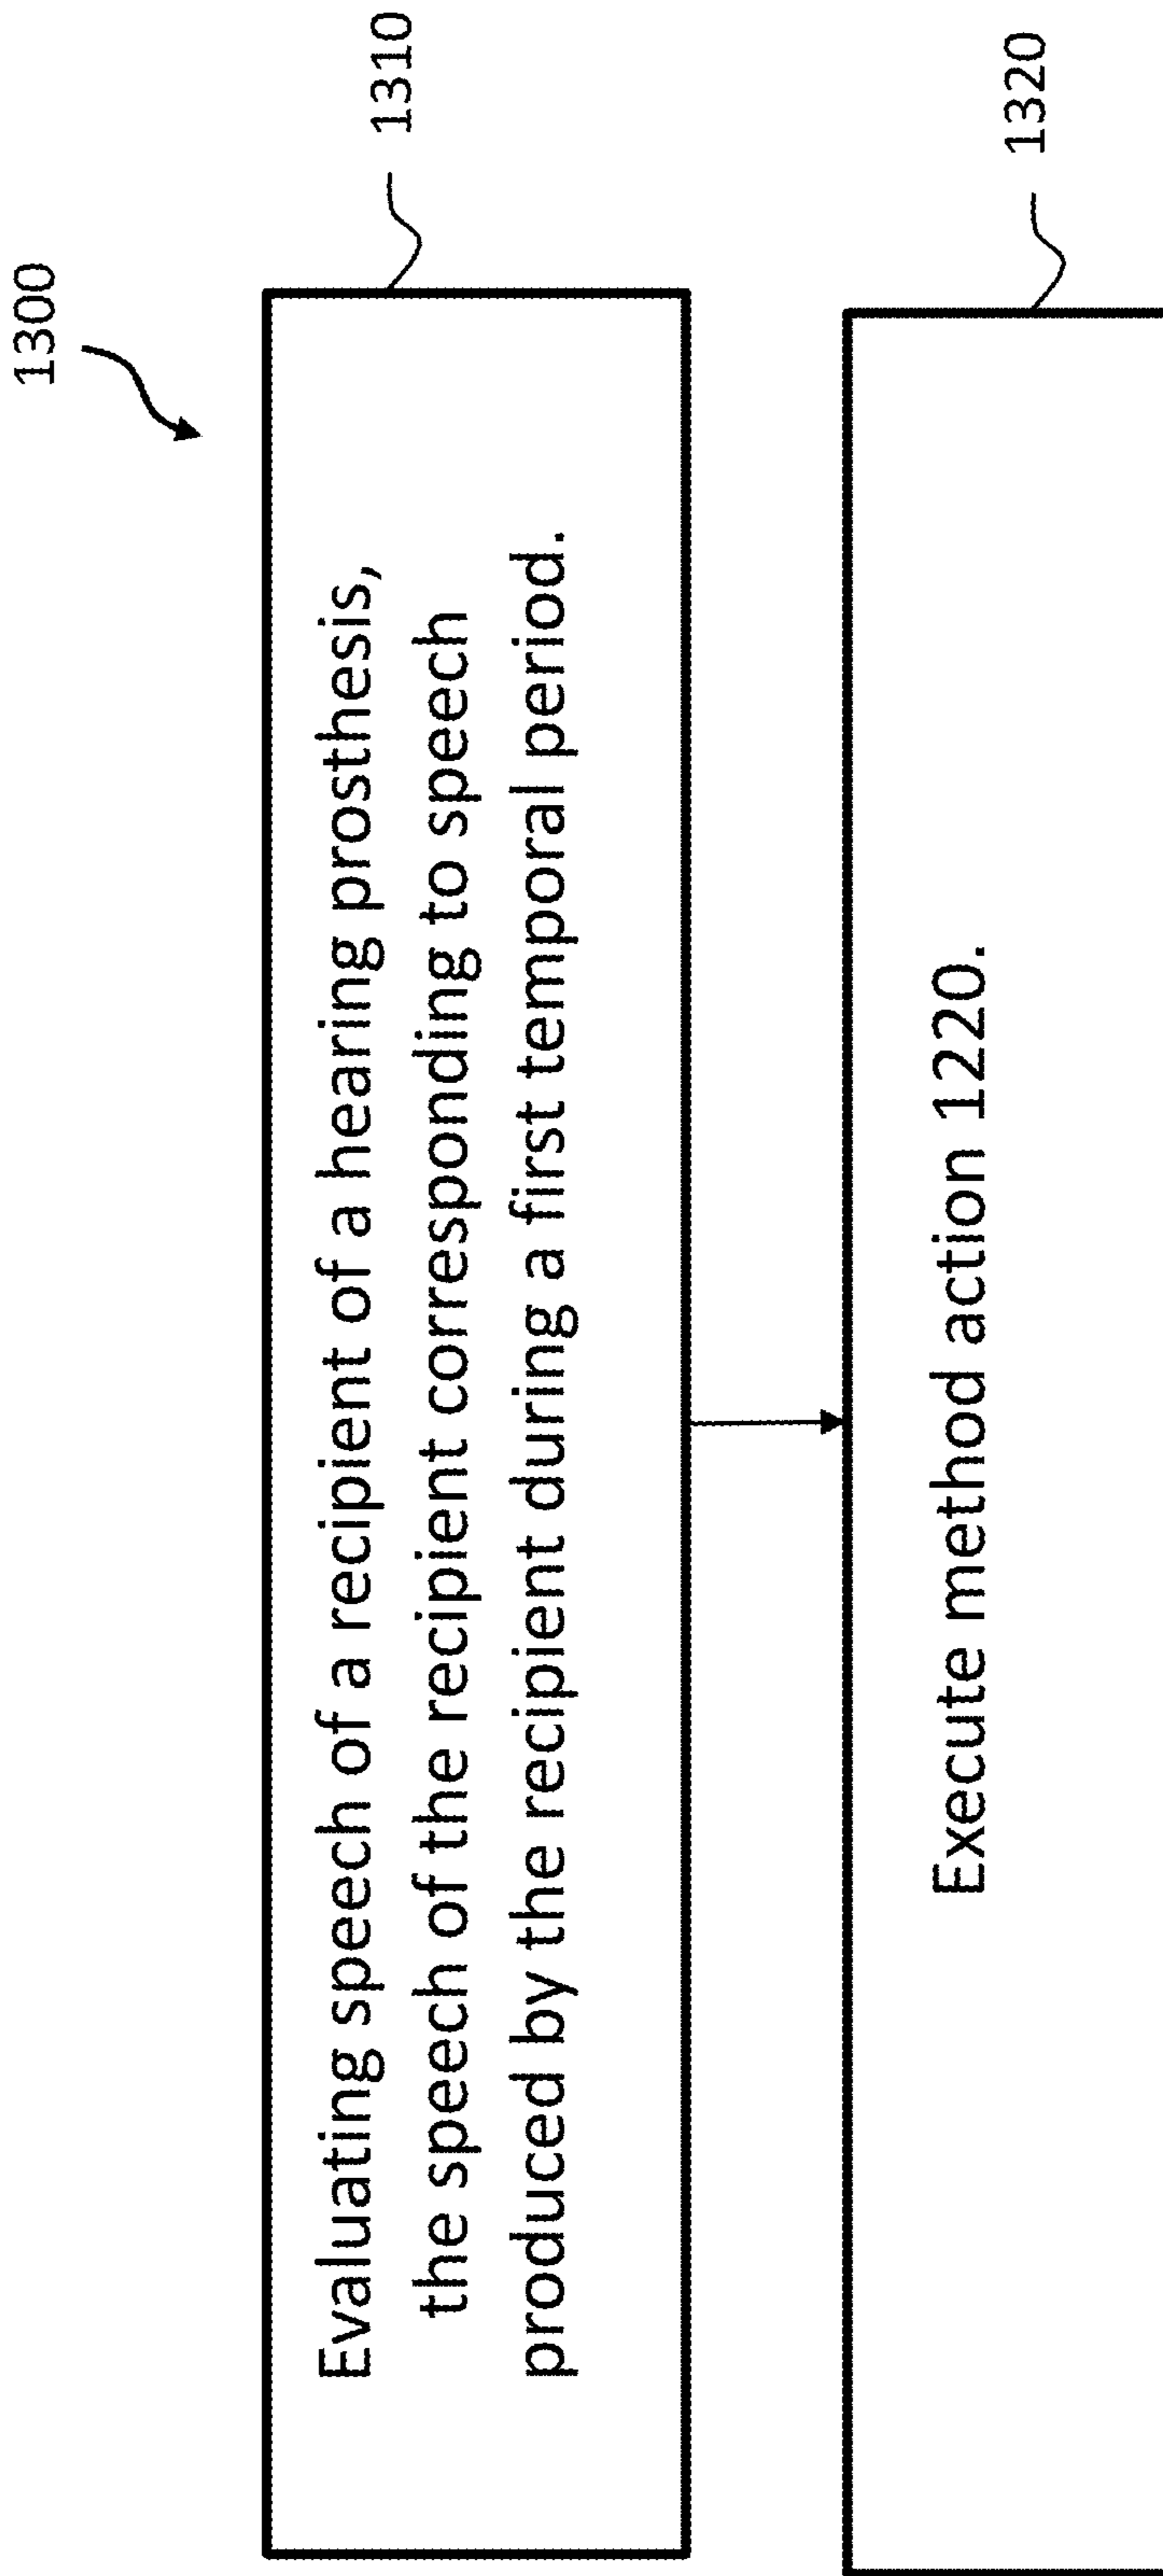 1300
Evaluating speech of a recipient of a hearing prosthesis,
the speech of the recipient corresponding to speech
produced by the recipient during a first temporal period.
1310
Execute method action 1220.
1320